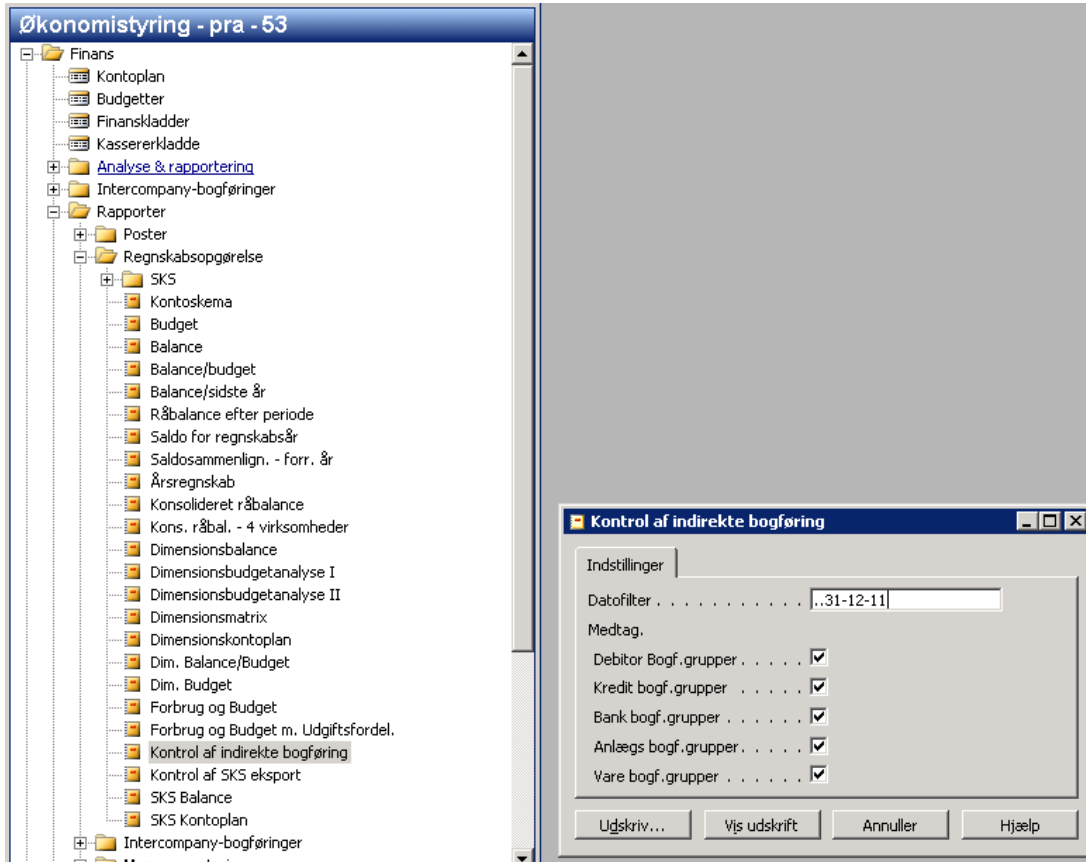 Økonomistyring - pra - 53
Finans
Kontoplan
Budgetter
Finanskladder
Kassererkladde
Analyse & rapportering
Intercompany-bogføringer
Rapporter
Poster
Regnskabsopgørelse
SKS
Kontoskema
Budget
Balance
Balance/budget
Balance/sidste år
Råbalance efter periode
Saldo for regnskabsår
Saldosammenlign. - forr. år
Årsregnskab
Konsolideret råbalance
Kons. råbal. - 4 virksomheder
Dimensionsbalance
Dimensionsbudgetanalyse I
Dimensionsbudgetanalyse II
Dimensionsmatrix
Dimensionskontoplan
Dim. Balance/Budget
Dim. Budget
Forbrug og Budget
Forbrug og Budget m. Udgiftsfordel.
Kontrol af indirekte bogføring
Kontrol af SKS eksport
SKS Balance
SKS Kontoplan
Intercompany-bogføringer
Kontrol af indirekte bogføring
Indstillinger
Datofilter . . . . . . . . . . . ..31-12-11
Medtag.
Debitor Bogf.grupper . . . . .
Kredit bogf.grupper . . . . .
Bank bogf.grupper . . . . . .
Anlægs bogf.grupper. . . . .
Vare bogf.grupper . . . . . .
Udskriv... Vis udskrift Annuller Hjælp